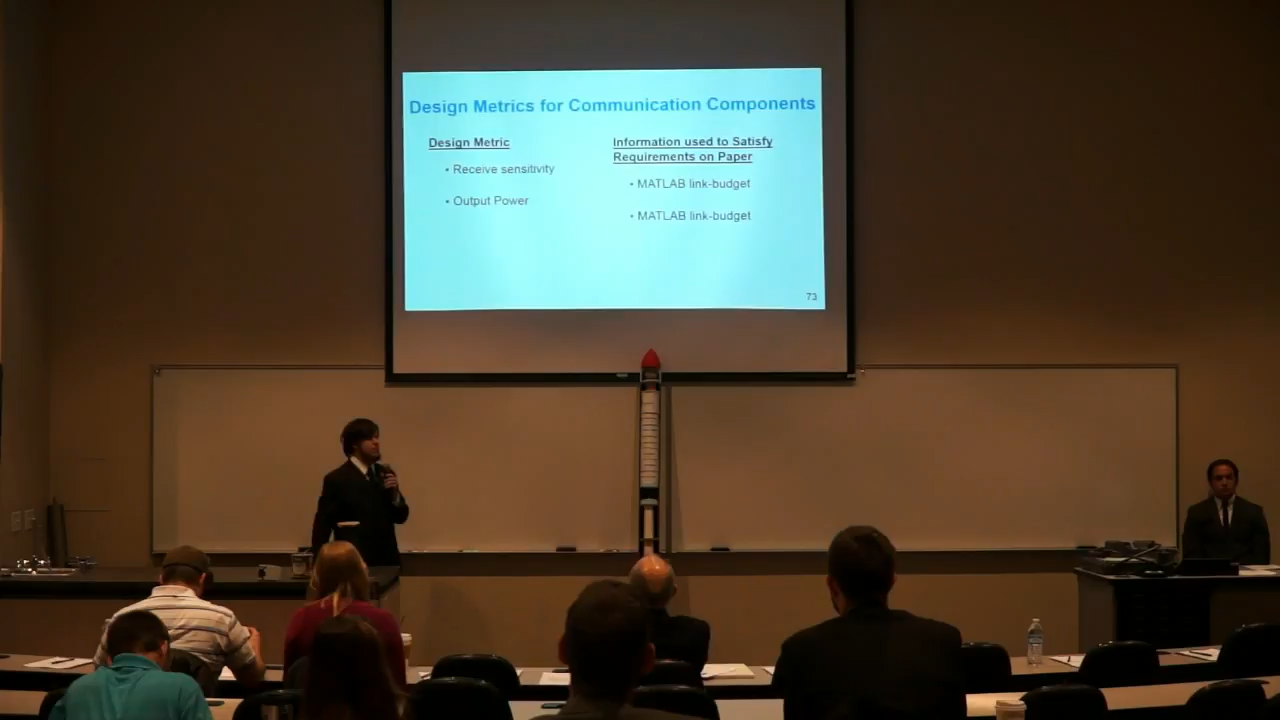 Design Metrics for Communication Components
Design Metric
• Receive sensitivity
• Output Power
Information used to Satisfy
Requirements on Paper
• MATLAB link-budget
• MATLAB link-budget
73